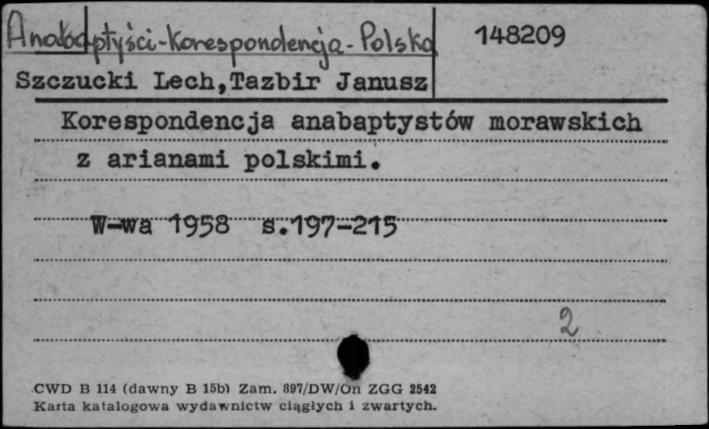 Anabaptyści-Korespondencja-Polska 148209
Szczucki Lech,Tazbir Janusz
Korespondencja anabaptystów morawskich
z arianami polskimi.
W-wa 1958 s.197-215
2
CWD B 114 (dawny B 15b) Zam. 897/DW/On ZGG 2542
Karta katalogowa wydawnictw ciągłych i zwartych.